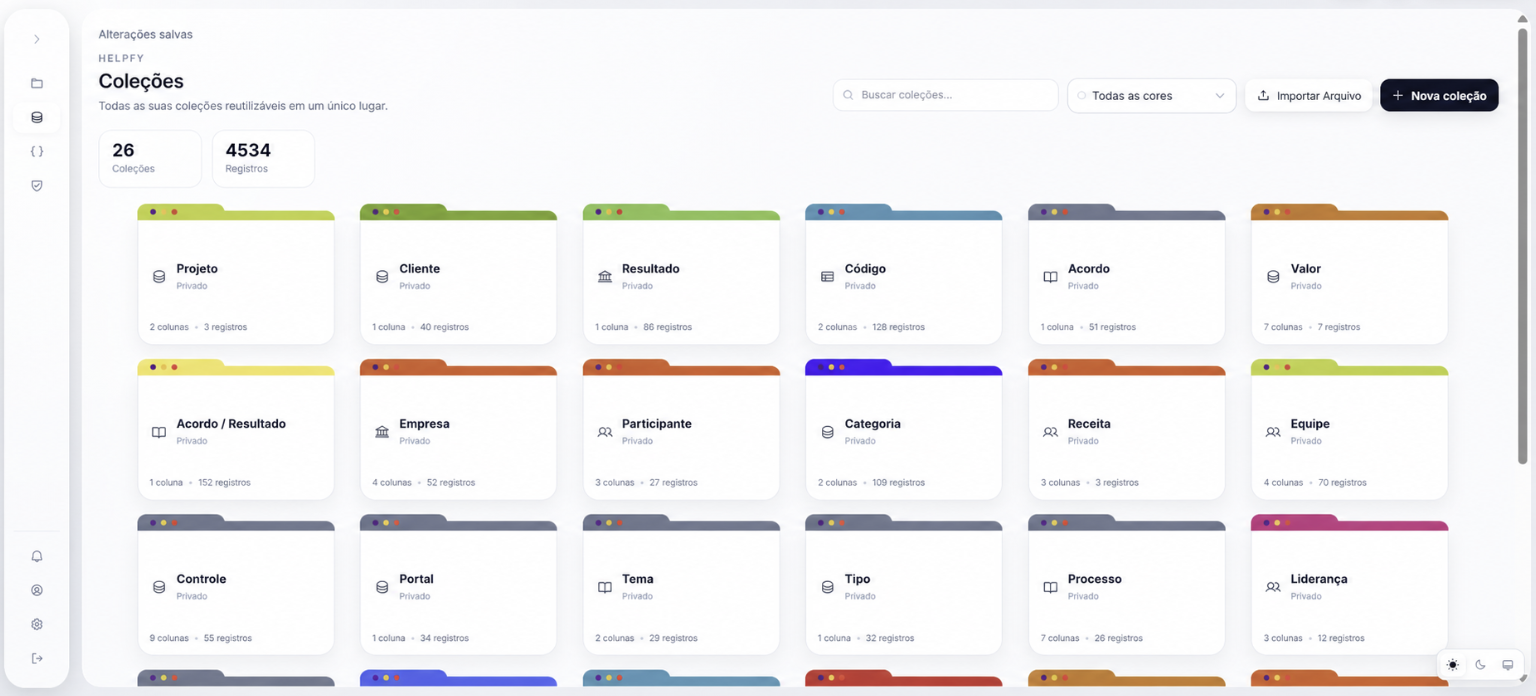 Alterações salvas
HELPFY
Coleções
Todas as suas coleções reutilizáveis em um único lugar.
Buscar coleções...
Todas as cores
Importar Arquivo
Nova coleção
26
Coleções
4534
Registros
Projeto
Privado
2 colunas • 3 registros
Cliente
Privado
1 coluna • 40 registros
Resultado
Privado
1 coluna • 86 registros
Código
Privado
2 colunas • 128 registros
Acordo
Privado
1 coluna • 51 registros
Valor
Privado
7 colunas • 7 registros
Acordo / Resultado
Privado
1 coluna • 152 registros
Empresa
Privado
4 colunas • 52 registros
Participante
Privado
3 colunas • 27 registros
Categoria
Privado
2 colunas • 109 registros
Receita
Privado
3 colunas • 3 registros
Equipe
Privado
4 colunas • 70 registros
Controle
Privado
9 colunas • 55 registros
Portal
Privado
1 coluna • 34 registros
Tema
Privado
2 colunas • 29 registros
Tipo
Privado
1 coluna • 32 registros
Processo
Privado
7 colunas • 26 registros
Liderança
Privado
3 colunas • 12 registros